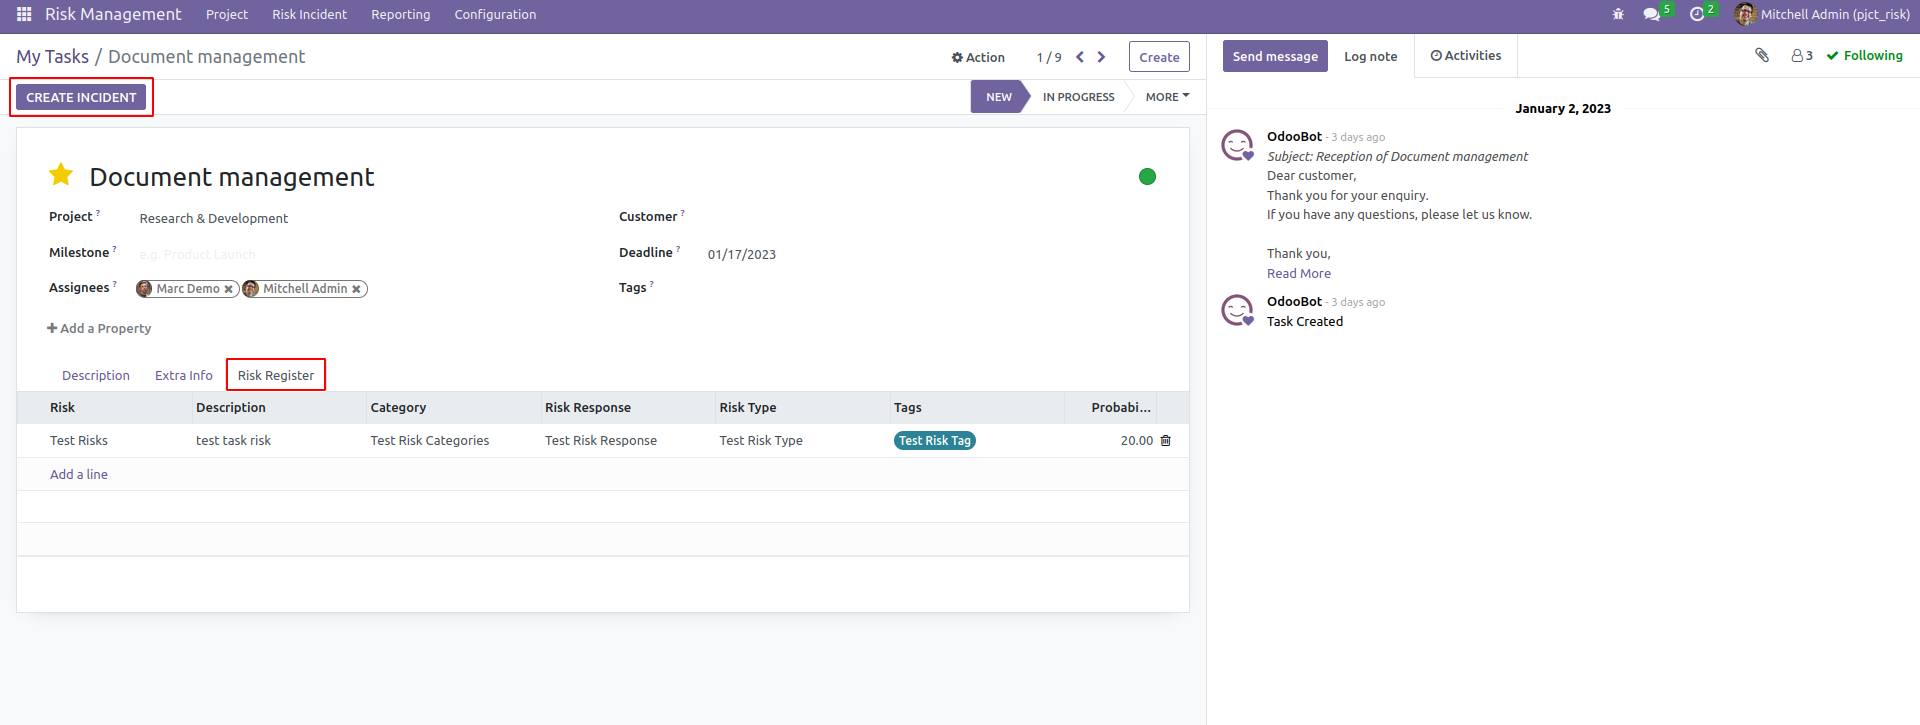 Risk Management Project Risk Incident Reporting Configuration 5 2 Mitchell Admin (pjct_risk)
My Tasks / Document management Action 1 / 9 Create
CREATE INCIDENT NEW IN PROGRESS MORE
Document management
Project ? Research & Development Customer ?
Milestone ? e.g. Product Launch Deadline ? 01/17/2023
Assignees ? Marc Demo Mitchell Admin Tags ?
Add a Property
Description Extra Info Risk Register
Risk Description Category Risk Response Risk Type Tags Probabi...
Test Risks test task risk Test Risk Categories Test Risk Response Test Risk Type Test Risk Tag 20.00
Add a line
Send message Log note Activities 3 Following
January 2, 2023
OdooBot - 3 days ago
Subject: Reception of Document management
Dear customer,
Thank you for your enquiry.
If you have any questions, please let us know.
Thank you,
Read More
OdooBot - 3 days ago
Task Created